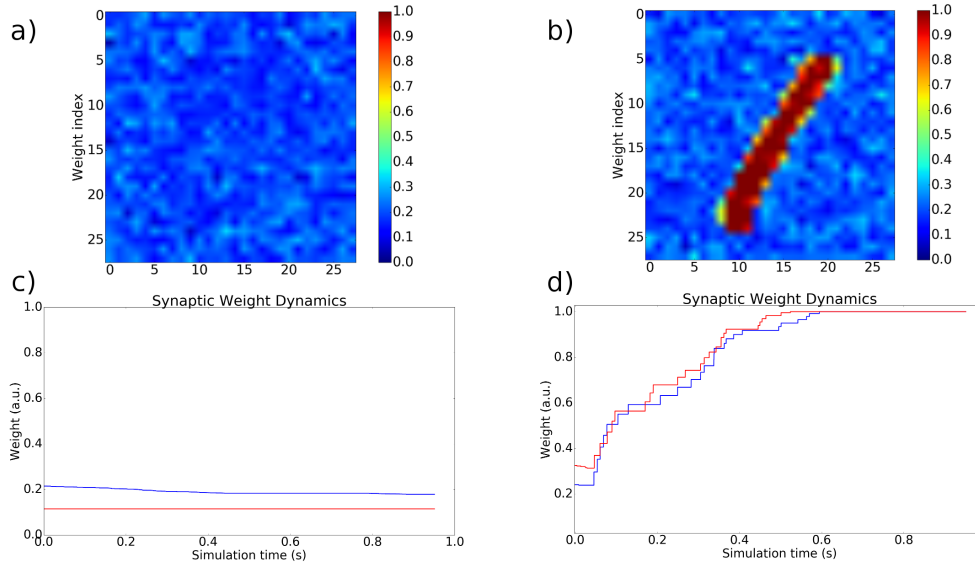 a)
Weight index
0
5
10
15
20
25
0 5 10 15 20 25
1.0
0.9
0.8
0.7
0.6
0.5
0.4
0.3
0.2
0.1
0.0
b)
Weight index
0
5
10
15
20
25
0 5 10 15 20 25
1.0
0.9
0.8
0.7
0.6
0.5
0.4
0.3
0.2
0.1
0.0
c)
Synaptic Weight Dynamics
Weight (a.u.)
1.0
0.8
0.6
0.4
0.2
0.0
0.0 0.2 0.4 0.6 0.8 1.0
Simulation time (s)
d)
Synaptic Weight Dynamics
Weight (a.u.)
1.0
0.8
0.6
0.4
0.2
0.0 0.2 0.4 0.6 0.8
Simulation time (s)